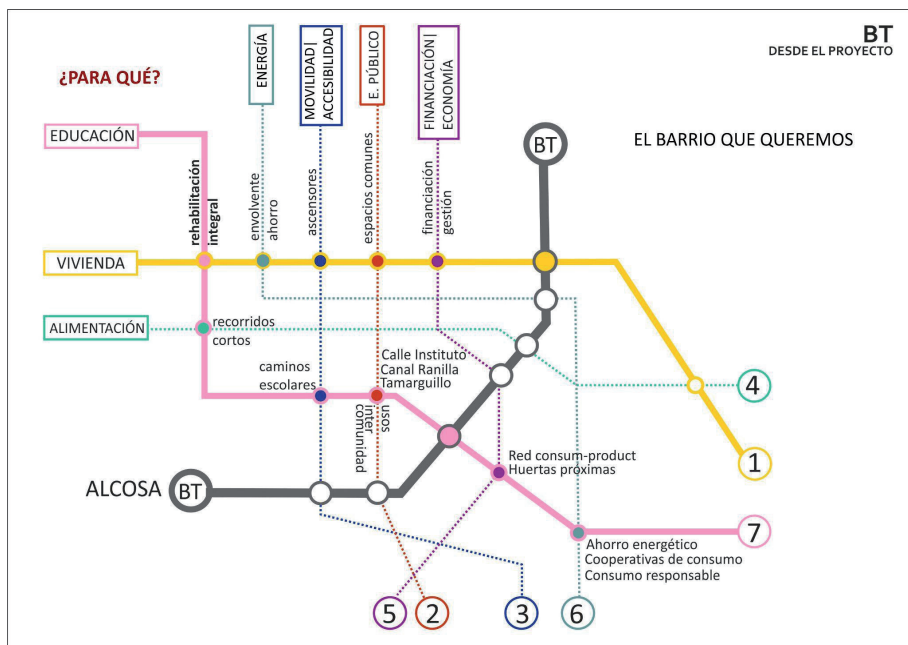 BT
DESDE EL PROYECTO
¿PARA QUÉ?
ENERGÍA
MOVILIDAD|
ACCESIBILIDAD
E. PÚBLICO
FINANCIACIÓN|
ECONOMÍA
EDUCACIÓN
BT
EL BARRIO QUE QUEREMOS
rehabilitación
integral
envolvente
ahorro
ascensores
espacios comunes
financiación
gestión
VIVIENDA
ALIMENTACIÓN
recorridos
cortos
caminos
escolares
Calle Instituto
Canal Ranilla
Tamarguillo
usos
inter
comunidad
4
Red consum-product
Huertas próximas
1
ALCOSA
BT
7
Ahorro energético
Cooperativas de consumo
Consumo responsable
5
2
3
6